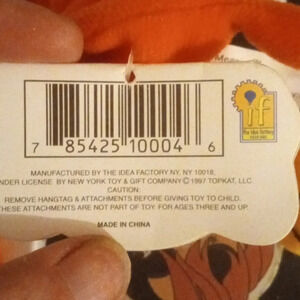 7 85425 10004 6
if
The Idea Factory
MANUFACTURED BY THE IDEA FACTORY NY, NY 10018,
UNDER LICENSE BY NEW YORK TOY & GIFT COMPANY © 1997 TOPKAT, LLC
CAUTION:
REMOVE HANGTAG & ATTACHMENTS BEFORE GIVING TOY TO CHILD.
THESE ATTACHMENTS ARE NOT PART OF TOY. FOR AGES THREE AND UP.
MADE IN CHINA